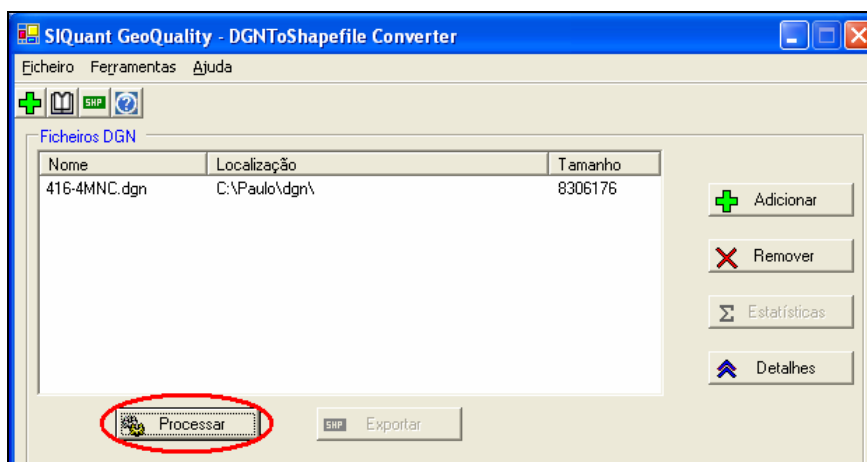 SIQuant GeoQuality - DGNToShapefile Converter
Ficheiro Ferramentas Ajuda
SHP
Ficheiros DGN
Nome Localização Tamanho
416-4MNC.dgn C:\Paulo\dgn\ 8306176
Adicionar
Remover
Σ Estatísticas
Detalhes
Processar SHP Exportar